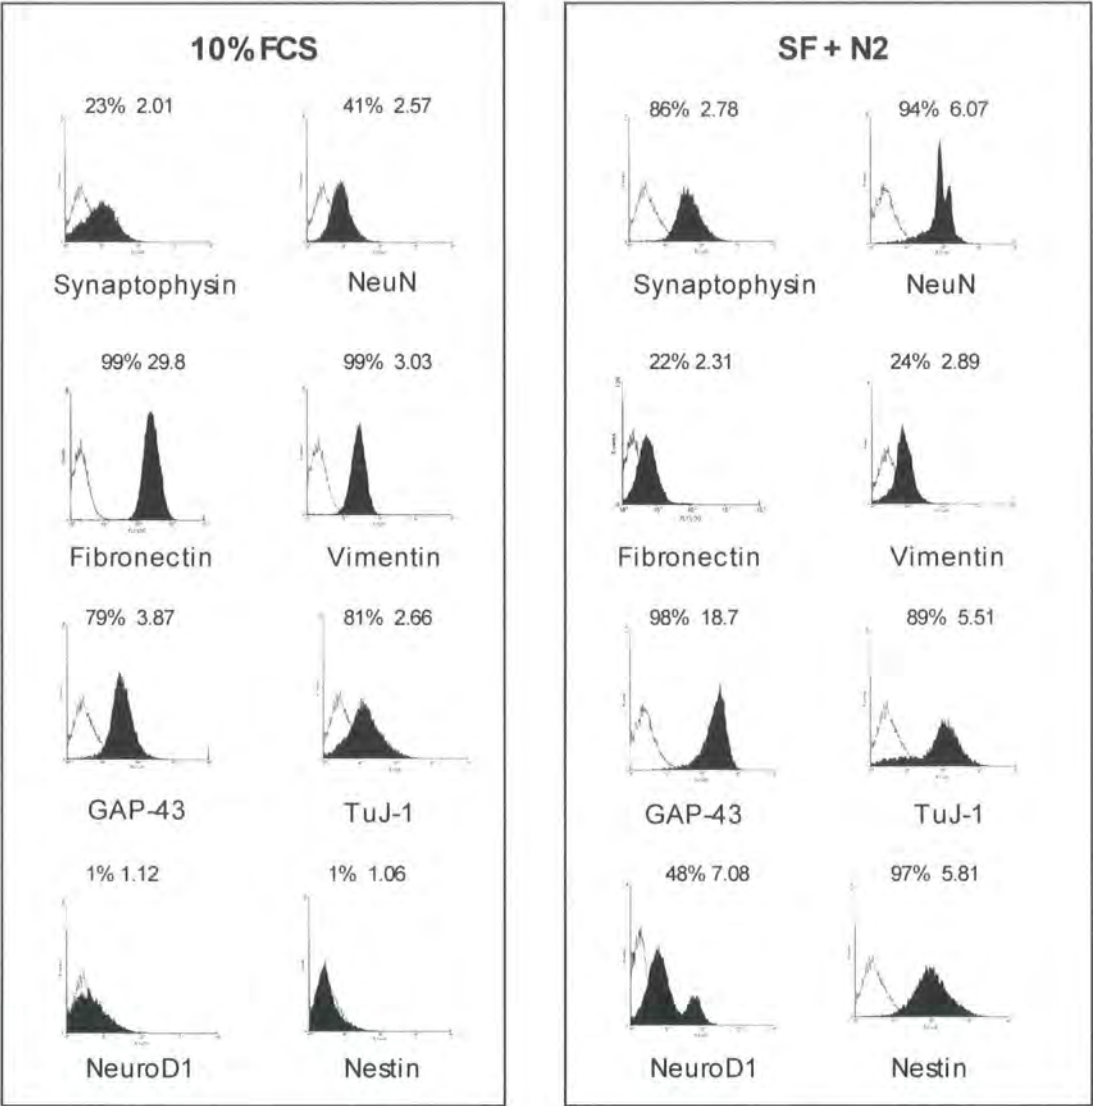 10% FCS
23% 2.01
41% 2.57
Synaptophysin
NeuN
99% 29.8
99% 3.03
Fibronectin
Vimentin
79% 3.87
81% 2.66
GAP-43
TuJ-1
1% 1.12
1% 1.06
NeuroD1
Nestin
SF + N2
86% 2.78
94% 6.07
Synaptophysin
NeuN
22% 2.31
24% 2.89
Fibronectin
Vimentin
98% 18.7
89% 5.51
GAP-43
TuJ-1
48% 7.08
97% 5.81
NeuroD1
Nestin